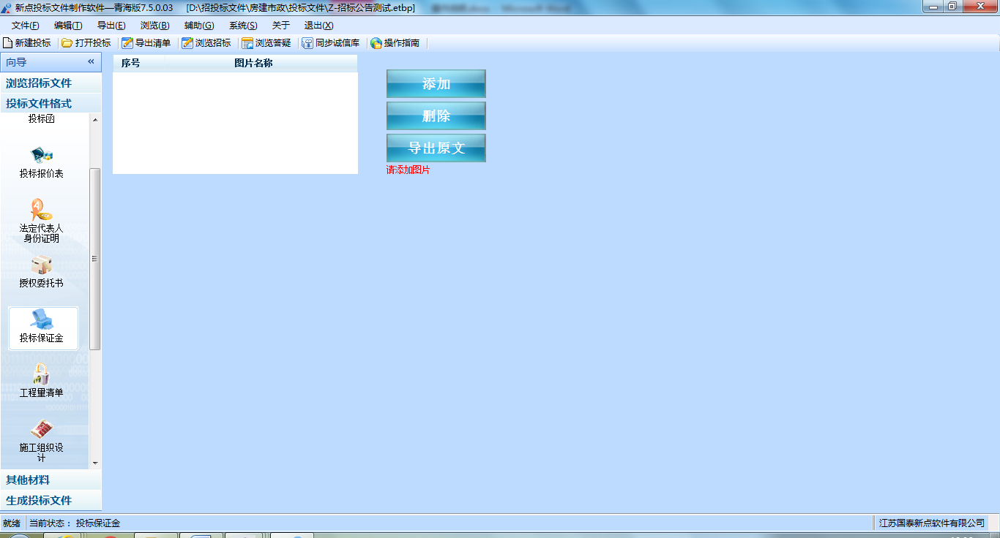 新点投标文件制作软件—青海版7.5.0.03 [D:\招投标文件\房建市政\投标文件\Z-招标公告测试.etbp]
文件(F) 编辑(T) 导出(E) 浏览(B) 辅助(G) 系统(S) 关于 退出(X)
新建投标 打开投标 导出清单 浏览招标 浏览答疑 同步诚信库 操作指南
向导 «
浏览招标文件
投标文件格式
投标函
投标报价表
法定代表人
身份证明
授权委托书
投标保证金
工程量清单
施工组织设
计
其他材料
生成投标文件
序号 图片名称
添加
删除
导出原文
请添加图片
就绪 当前状态： 投标保证金 江苏国泰新点软件有限公司